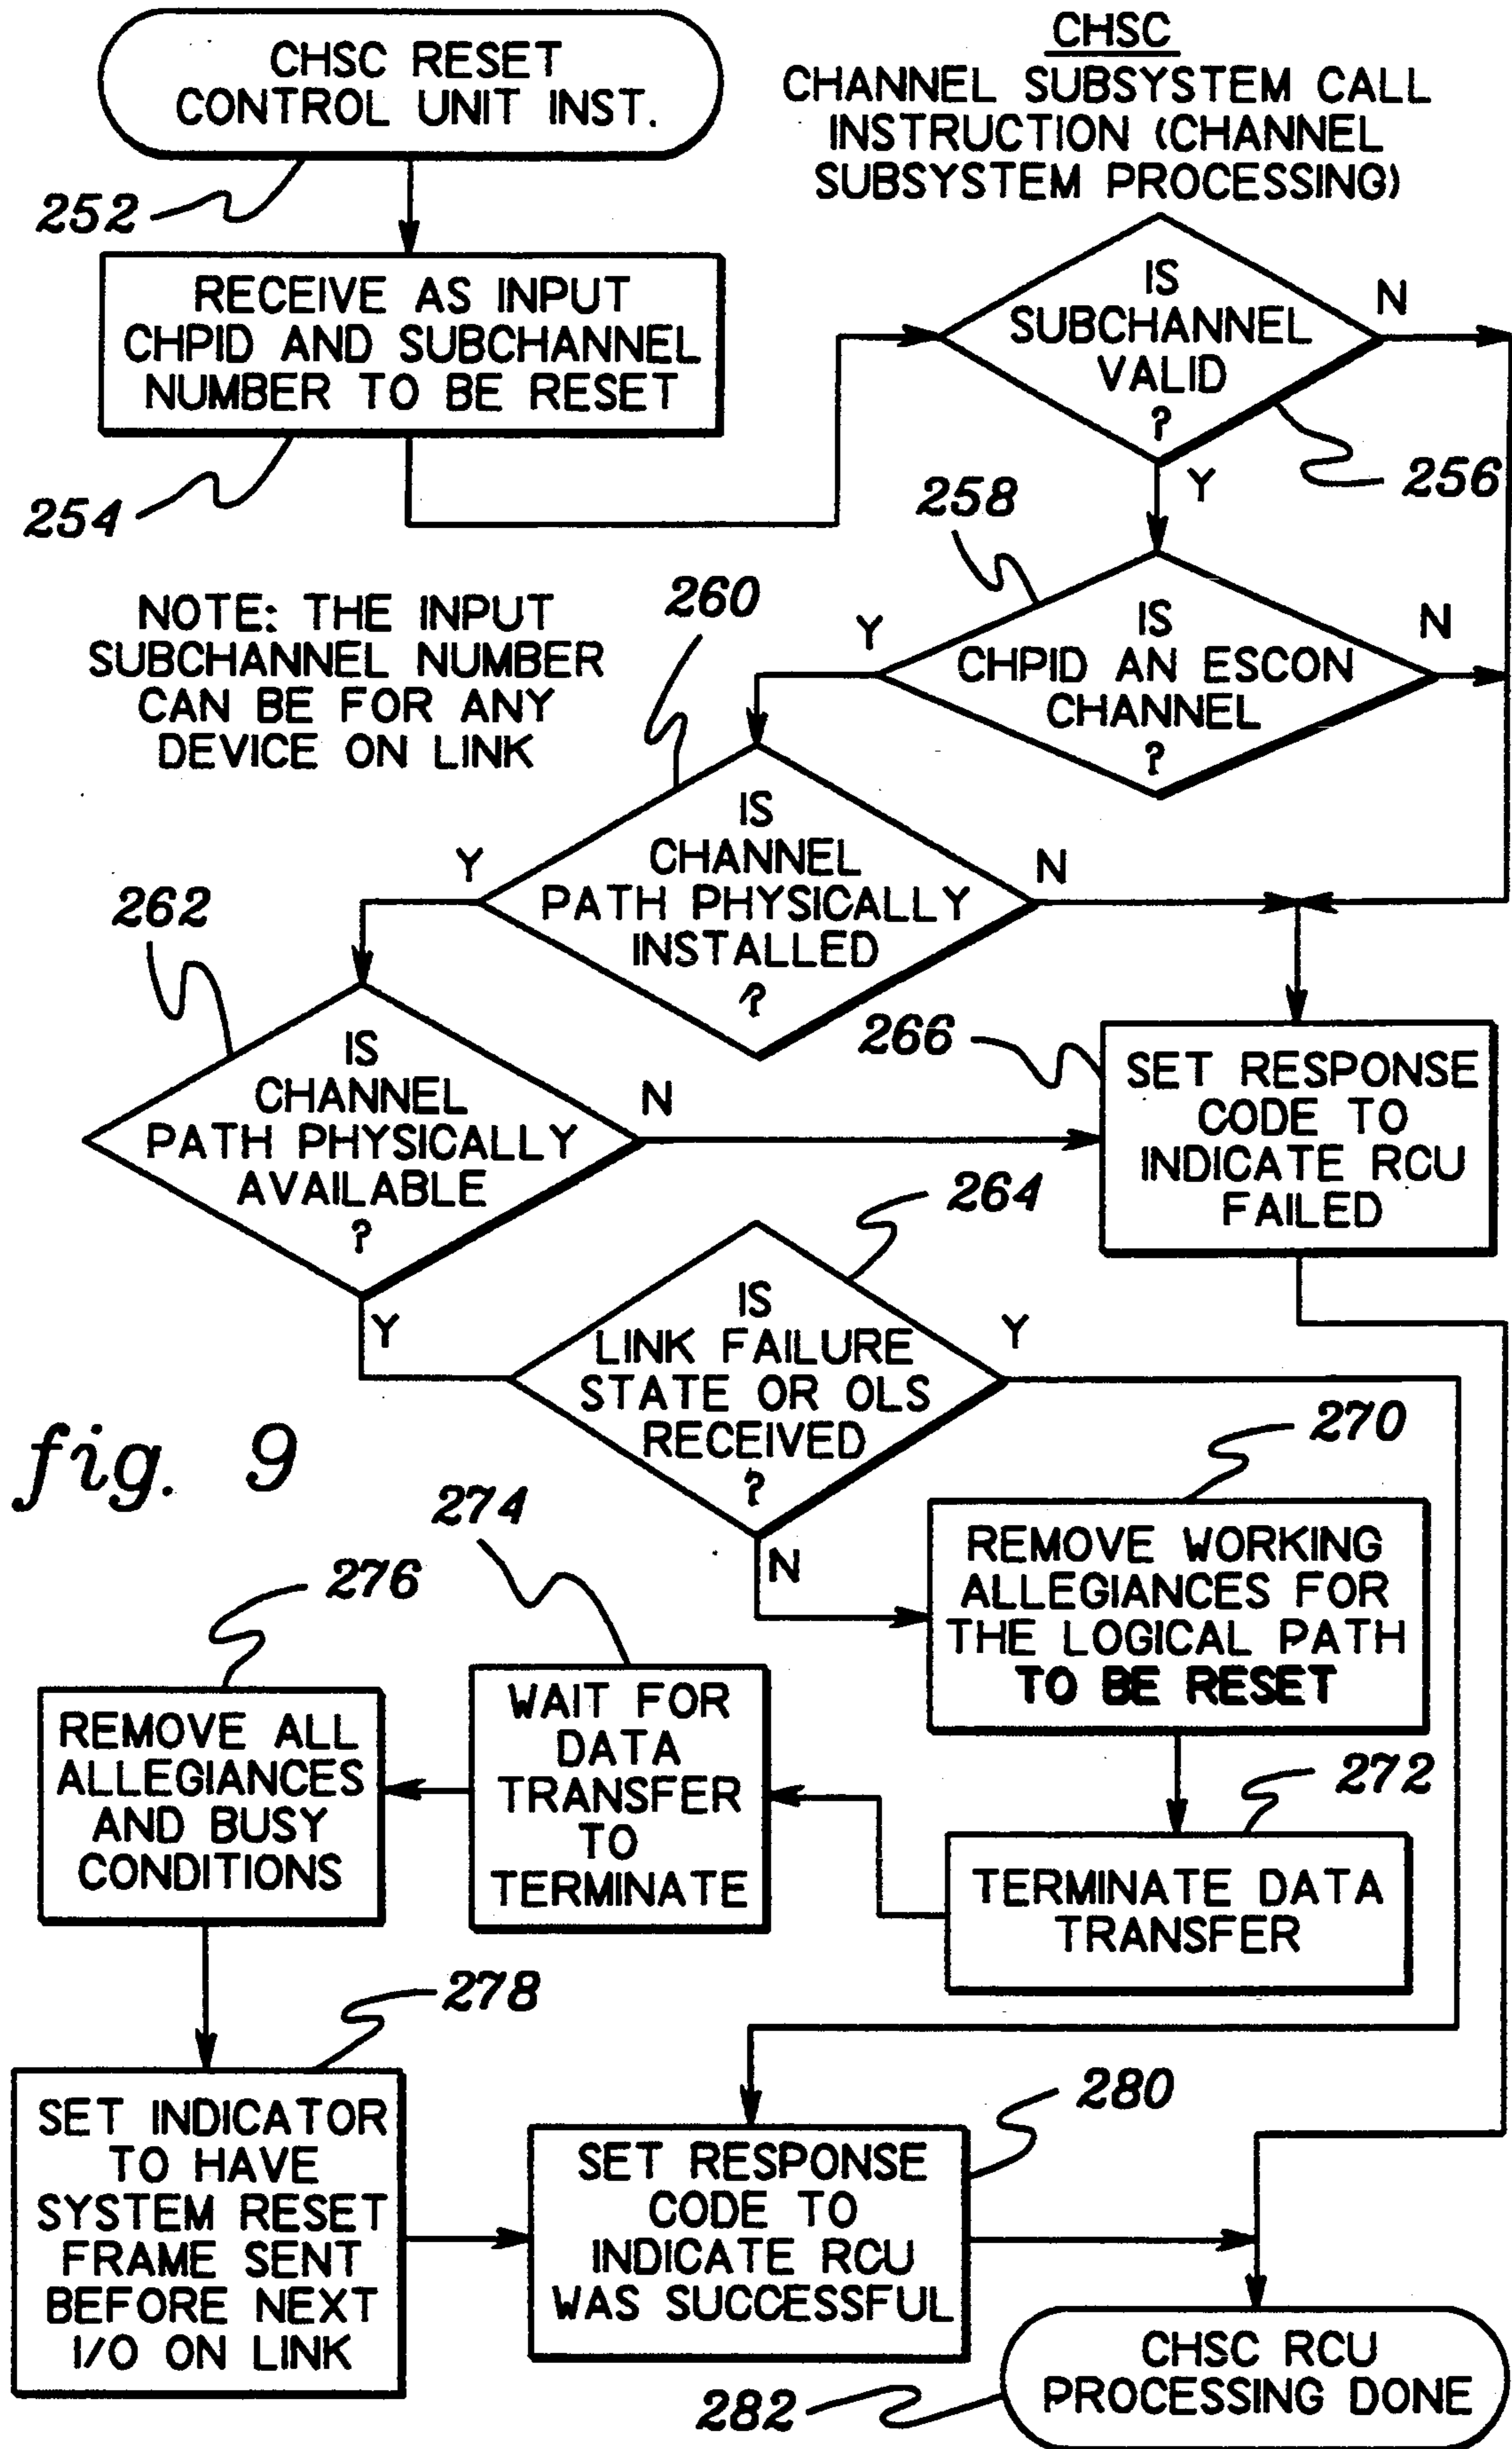 CHSC RESET
CONTROL UNIT INST.
CHSC
CHANNEL SUBSYSTEM CALL
INSTRUCTION (CHANNEL
SUBSYSTEM PROCESSING)
252
RECEIVE AS INPUT
CHPID AND SUBCHANNEL
NUMBER TO BE RESET
254
IS
SUBCHANNEL
VALID
?
N
Y
256
258
IS
CHPID AN ESCON
CHANNEL
?
Y
N
NOTE: THE INPUT
SUBCHANNEL NUMBER
CAN BE FOR ANY
DEVICE ON LINK
260
IS
CHANNEL
PATH PHYSICALLY
INSTALLED
?
Y
N
262
IS
CHANNEL
PATH PHYSICALLY
AVAILABLE
?
N
Y
266
SET RESPONSE
CODE TO
INDICATE RCU
FAILED
264
IS
LINK FAILURE
STATE OR OLS
RECEIVED
?
Y
N
fig. 9
270
REMOVE WORKING
ALLEGIANCES FOR
THE LOGICAL PATH
TO BE RESET
272
TERMINATE DATA
TRANSFER
274
WAIT FOR
DATA
TRANSFER
TO
TERMINATE
276
REMOVE ALL
ALLEGIANCES
AND BUSY
CONDITIONS
278
SET INDICATOR
TO HAVE
SYSTEM RESET
FRAME SENT
BEFORE NEXT
I/O ON LINK
280
SET RESPONSE
CODE TO
INDICATE RCU
WAS SUCCESSFUL
282
CHSC RCU
PROCESSING DONE